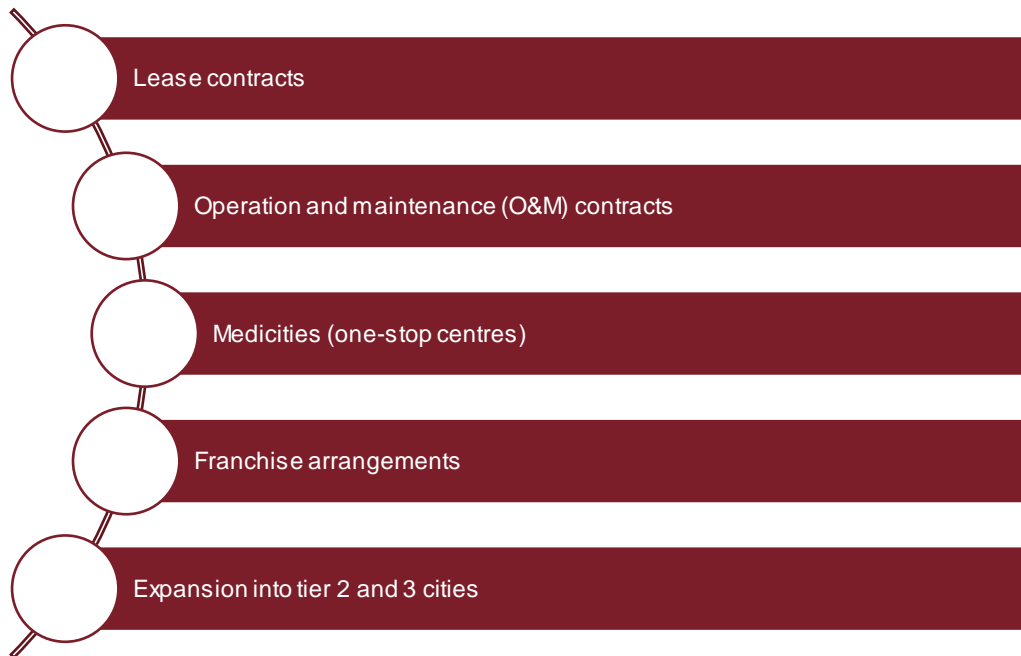 Lease contracts
Operation and maintenance (O&M) contracts
Medicities (one-stop centres)
Franchise arrangements
Expansion into tier 2 and 3 cities